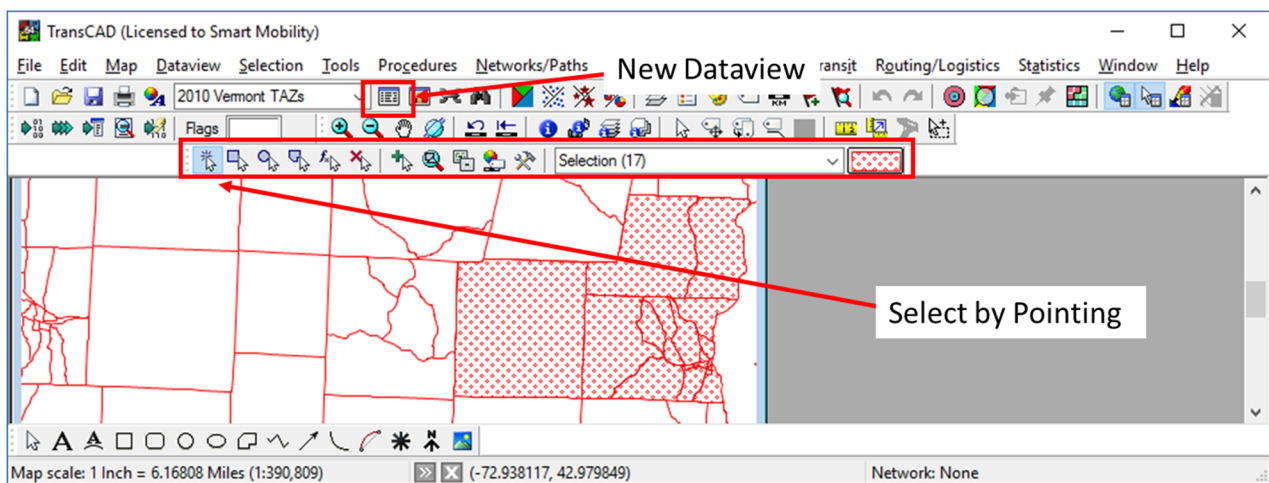 TransCAD (Licensed to Smart Mobility)
File Edit Map Dataview Selection Tools Procedures Networks/Paths New Dataview ransit Routing/Logistics Statistics Window Help
2010 Vermont TAZs
Flags
Selection (17)
Select by Pointing
Map scale: 1 Inch = 6.16808 Miles (1:390,809) (-72.938117, 42.979849) Network: None